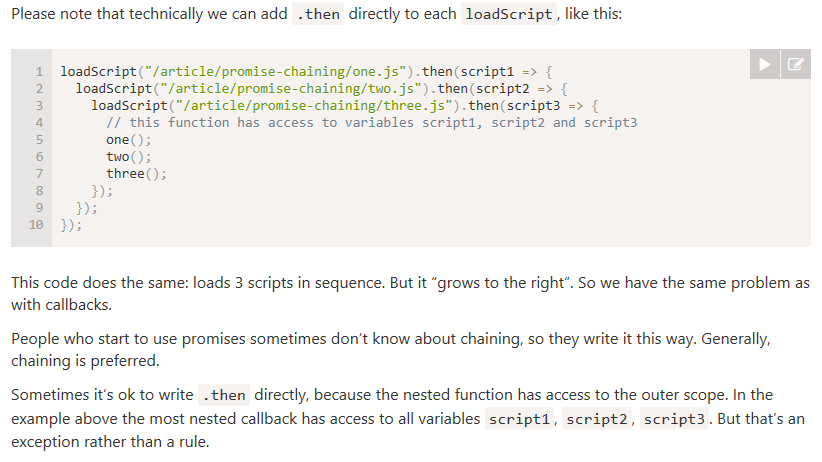 Please note that technically we can add .then directly to each loadScript, like this:
1 loadScript("/article/promise-chaining/one.js").then(script1 => {
2   loadScript("/article/promise-chaining/two.js").then(script2 => {
3     loadScript("/article/promise-chaining/three.js").then(script3 => {
4       // this function has access to variables script1, script2 and script3
5       one();
6       two();
7       three();
8     });
9   });
10 });
This code does the same: loads 3 scripts in sequence. But it “grows to the right”. So we have the same problem as
with callbacks.
People who start to use promises sometimes don’t know about chaining, so they write it this way. Generally,
chaining is preferred.
Sometimes it’s ok to write .then directly, because the nested function has access to the outer scope. In the
example above the most nested callback has access to all variables script1, script2, script3. But that’s an
exception rather than a rule.